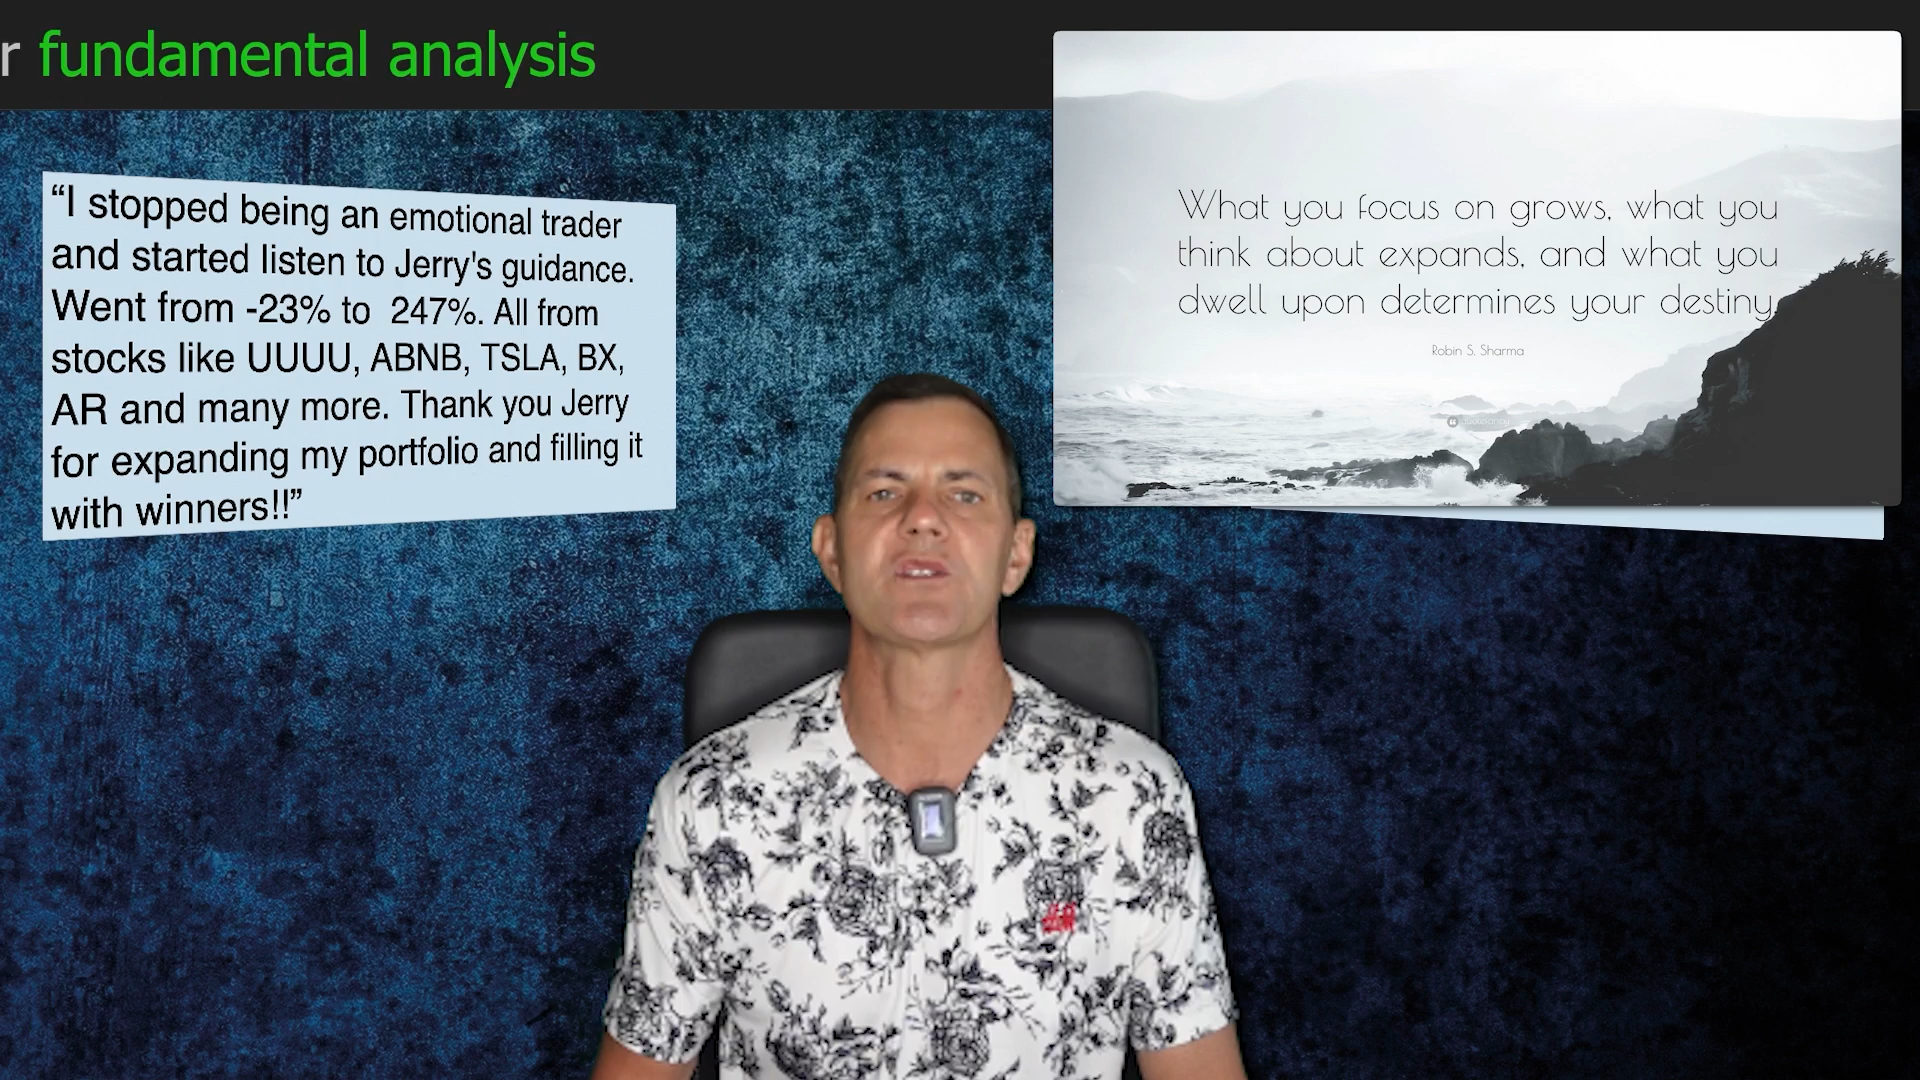 r fundamental analysis
“I stopped being an emotional trader
and started listen to Jerry's guidance.
Went from -23% to 247%. All from
stocks like UUUU, ABNB, TSLA, BX,
AR and many more. Thank you Jerry
for expanding my portfolio and filling it
with winners!!”
What you focus on grows, what you
think about expands, and what you
dwell upon determines your destiny.
Robin S. Sharma